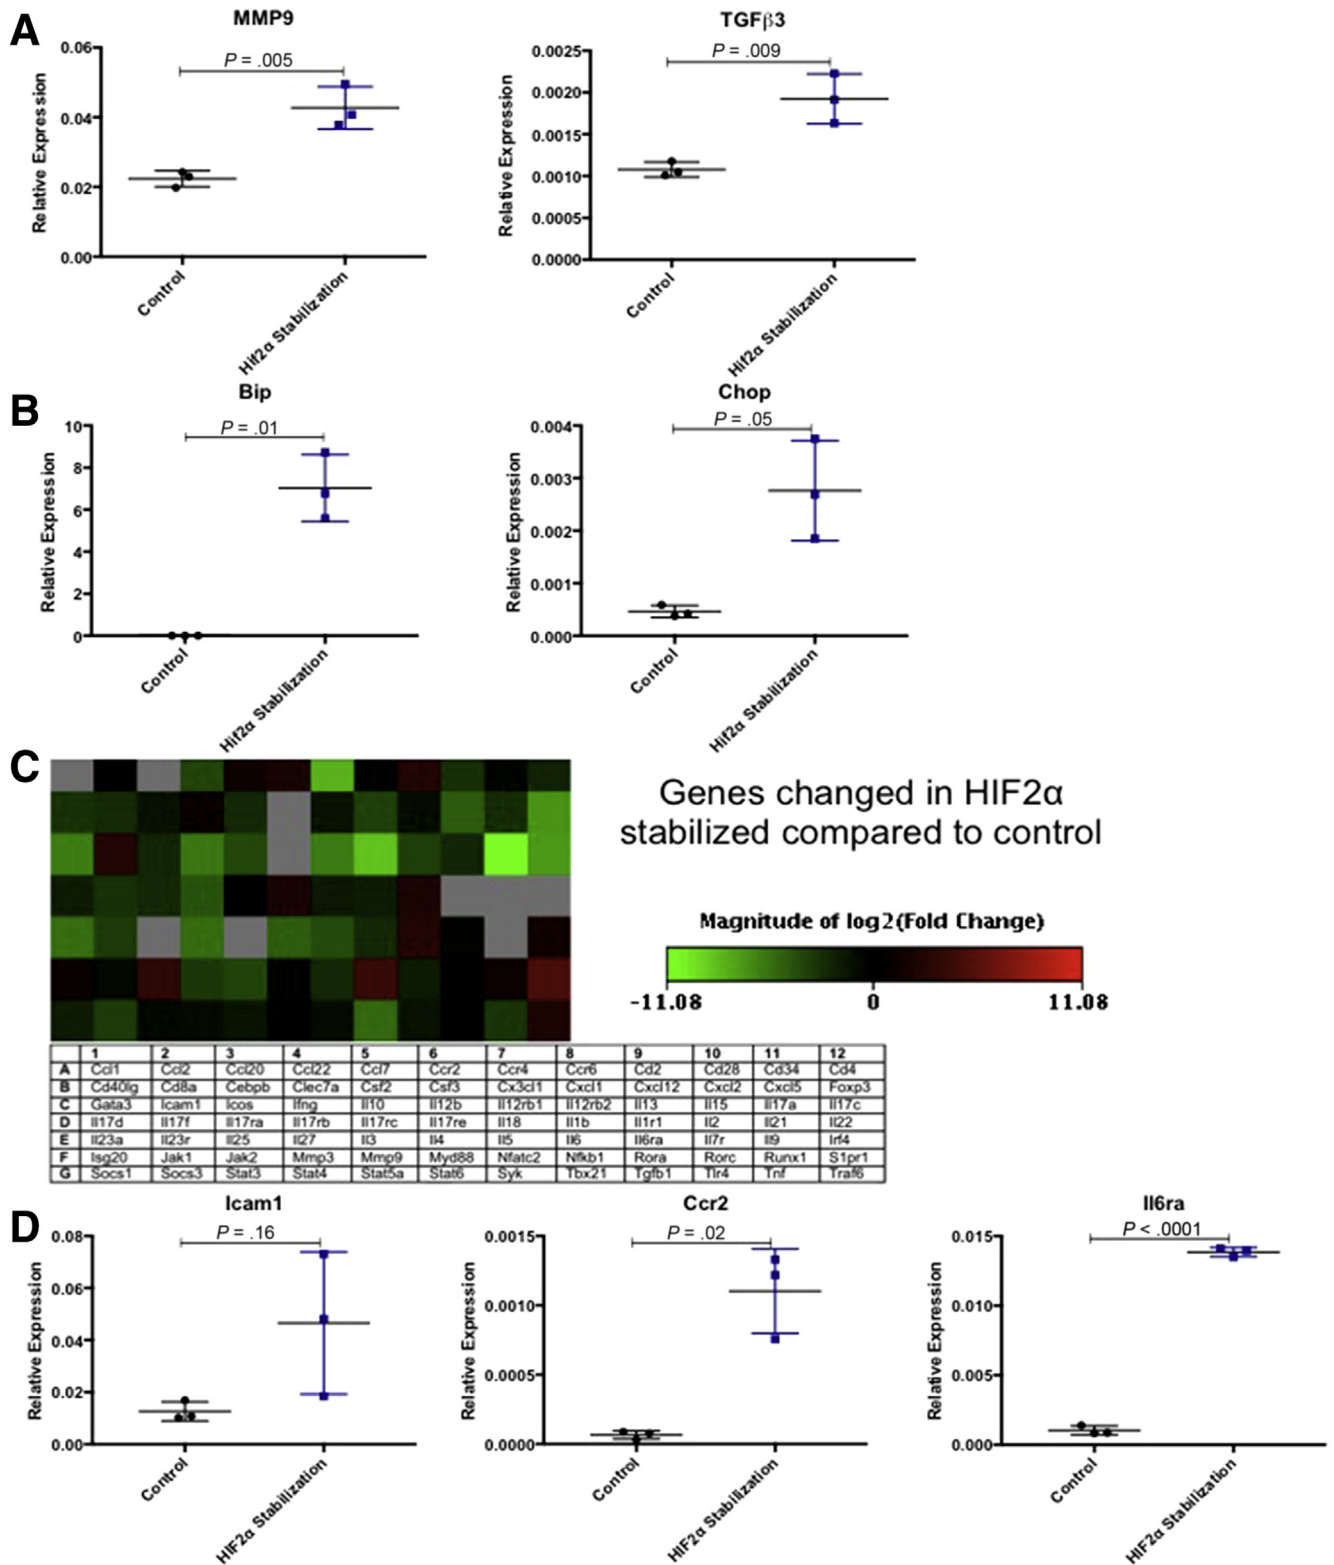 A
MMP9
P = .005
Relative Expression
0.06
0.04
0.02
0.00
Control
Hif2α Stabilization
TGFβ3
P = .009
Relative Expression
0.0025
0.0020
0.0015
0.0010
0.0005
0.0000
Control
Hif2α Stabilization
B
Bip
P = .01
Relative Expression
10
8
6
4
2
0
Control
Hif2α Stabilization
Chop
P = .05
Relative Expression
0.004
0.003
0.002
0.001
0.000
Control
Hif2α Stabilization
C
Genes changed in HIF2α
stabilized compared to control
Magnitude of log2(Fold Change)
-11.08 0 11.08
1 2 3 4 5 6 7 8 9 10 11 12
A Ccl1 Ccl2 Ccl20 Ccl22 Ccl7 Ccr2 Ccr4 Ccr6 Cd2 Cd28 Cd34 Cd4
B Cd40lg Cd8a Cebpb Clec7a Csf2 Csf3 Cx3cl1 Cxcl1 Cxcl12 Cxcl2 Cxcl5 Foxp3
C Gata3 Icam1 Icos Ifng Il10 Il12b Il12rb1 Il12rb2 Il13 Il15 Il17a Il17c
D Il17d Il17f Il17ra Il17rb Il17rc Il17re Il18 Il1b Il1r1 Il2 Il21 Il22
E Il23a Il23r Il25 Il27 Il3 Il4 Il5 Il6 Il6ra Il7r Il9 Irf4
F Isg20 Jak1 Jak2 Mmp3 Mmp9 Myd88 Nfatc2 Nfkb1 Rora Rorc Runx1 S1pr1
G Socs1 Socs3 Stat3 Stat4 Stat5a Stat6 Syk Tbx21 Tgfb1 Tlr4 Tnf Traf6
D
Icam1
P = .16
Relative Expression
0.08
0.06
0.04
0.02
0.00
Control
HIF2α Stabilization
Ccr2
P = .02
Relative Expression
0.0015
0.0010
0.0005
0.0000
Control
HIF2α Stabilization
Il6ra
P < .0001
Relative Expression
0.015
0.010
0.005
0.000
Control
HIF2α Stabilization